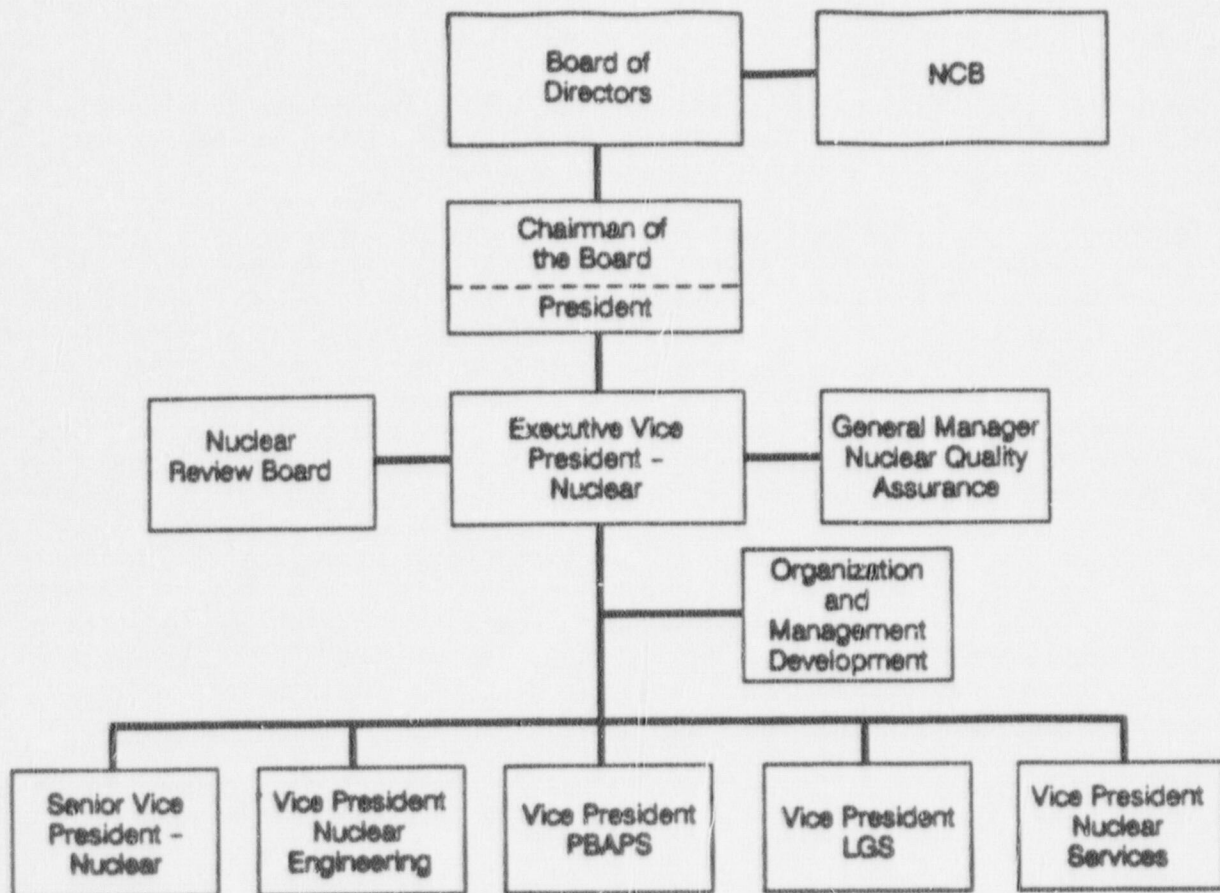 Board of
Directors
NCB
Chairman of
the Board
President
Nuclear
Review Board
Executive Vice
President –
Nuclear
General Manager
Nuclear Quality
Assurance
Organization
and
Management
Development
Senior Vice
President –
Nuclear
Vice President
Nuclear
Engineering
Vice President
PBAPS
Vice President
LGS
Vice President
Nuclear
Services